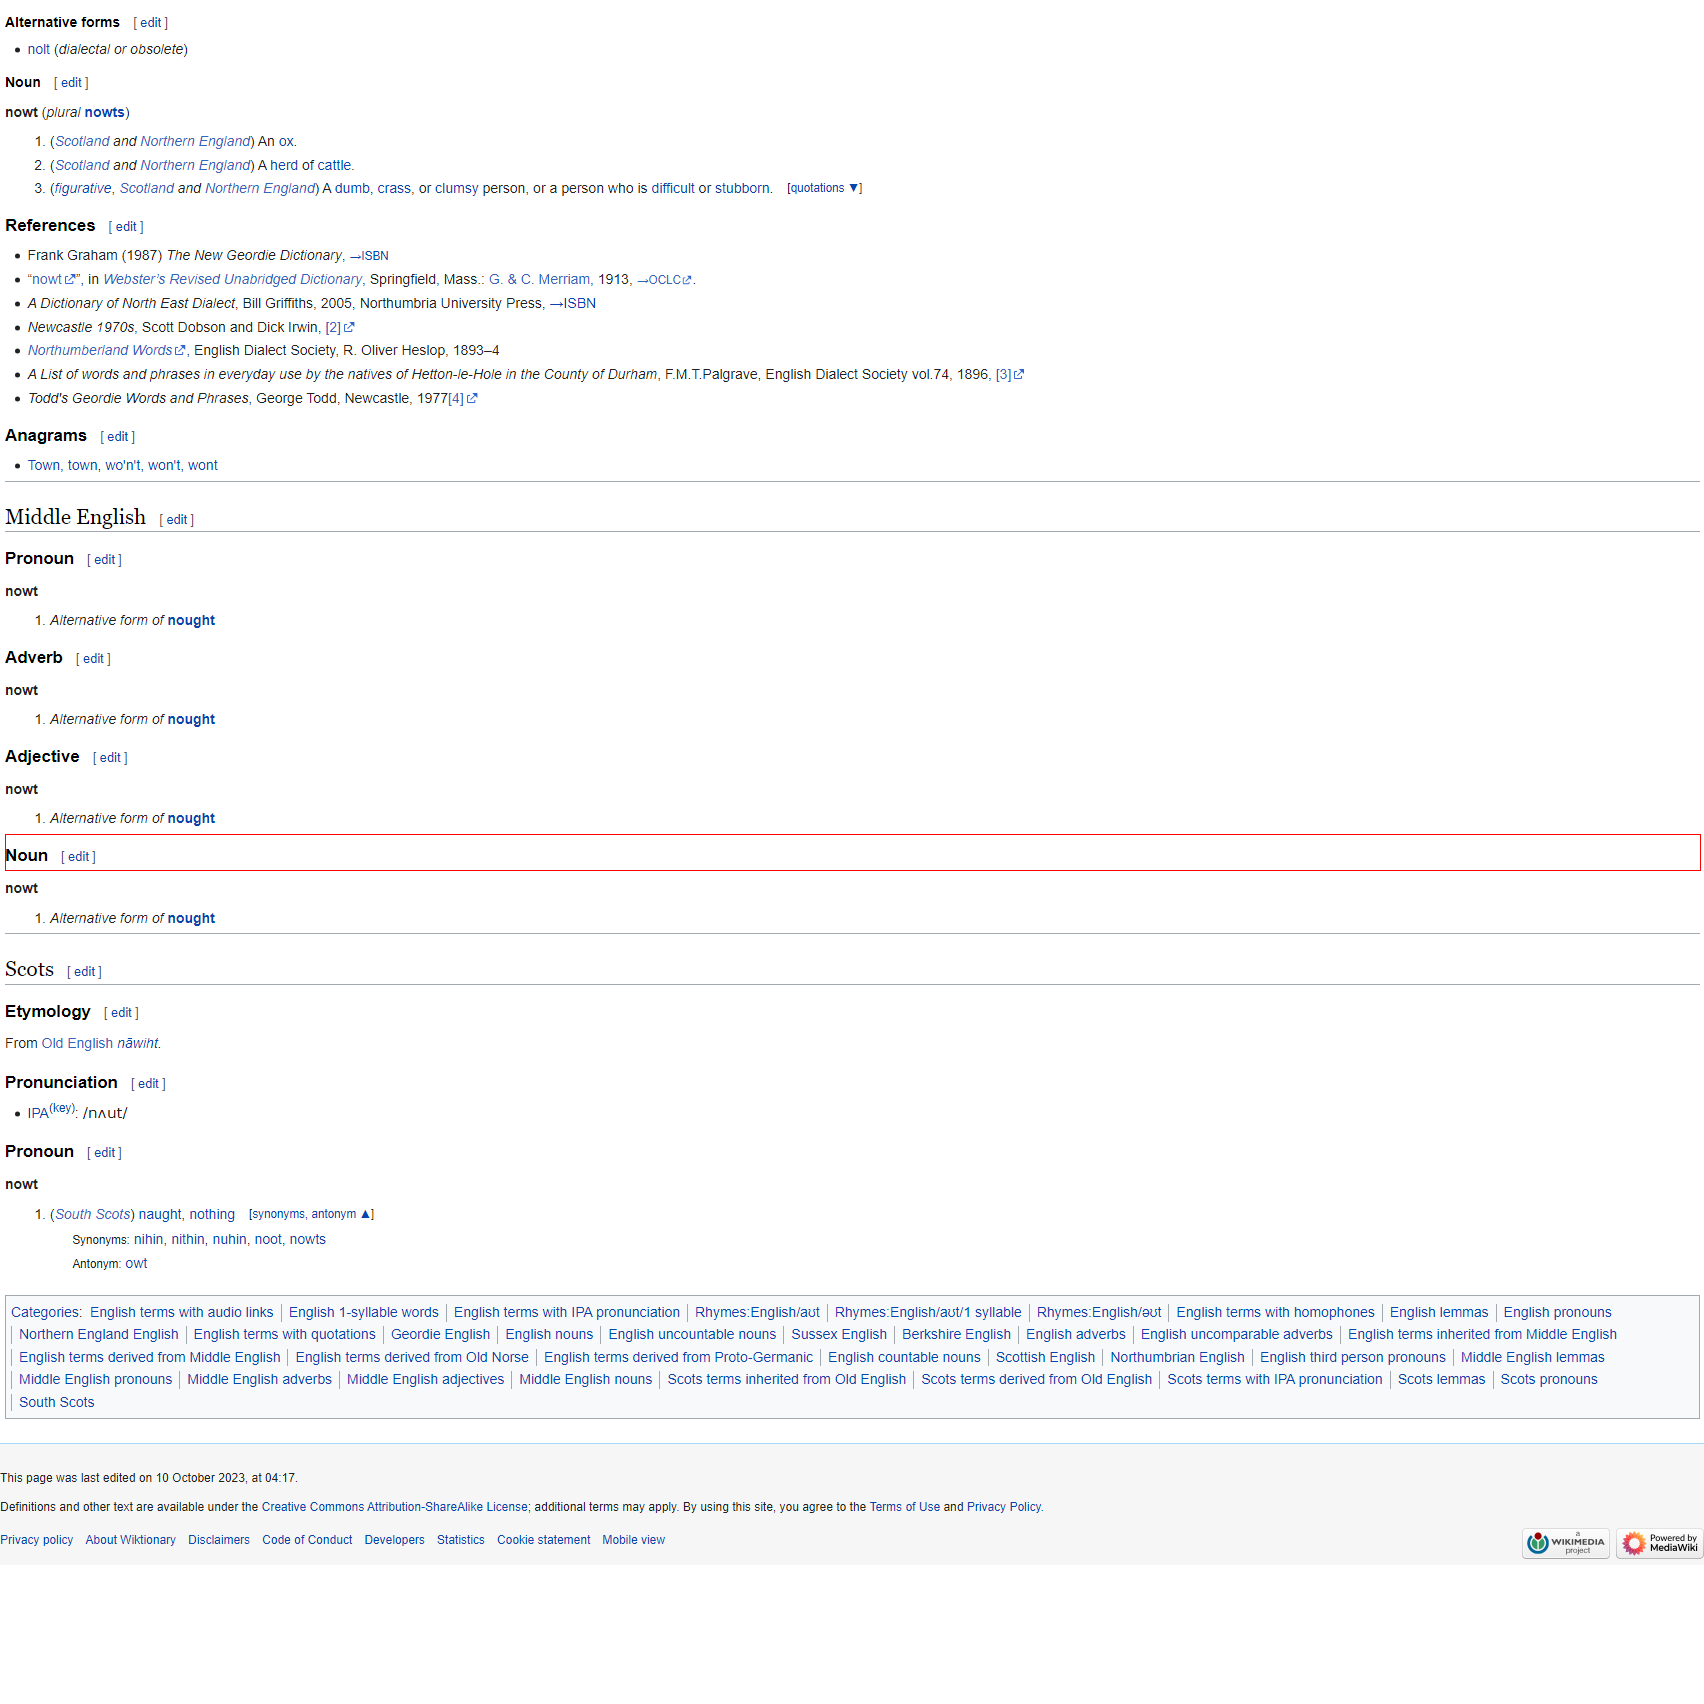 Alternative forms [ edit ]
• nolt (dialectal or obsolete)
Noun [ edit ]
nowt (plural nowts)
1. (Scotland and Northern England) An ox.
2. (Scotland and Northern England) A herd of cattle.
3. (figurative, Scotland and Northern England) A dumb, crass, or clumsy person, or a person who is difficult or stubborn. [quotations ▼]
References [ edit ]
• Frank Graham (1987) The New Geordie Dictionary, →ISBN
• “nowt”, in Webster’s Revised Unabridged Dictionary, Springfield, Mass.: G. & C. Merriam, 1913, →OCLC.
• A Dictionary of North East Dialect, Bill Griffiths, 2005, Northumbria University Press, →ISBN
• Newcastle 1970s, Scott Dobson and Dick Irwin, [2]
• Northumberland Words, English Dialect Society, R. Oliver Heslop, 1893–4
• A List of words and phrases in everyday use by the natives of Hetton-le-Hole in the County of Durham, F.M.T.Palgrave, English Dialect Society vol.74, 1896, [3]
• Todd's Geordie Words and Phrases, George Todd, Newcastle, 1977[4]
Anagrams [ edit ]
• Town, town, wo'n't, won't, wont
Middle English [ edit ]
Pronoun [ edit ]
nowt
1. Alternative form of nought
Adverb [ edit ]
nowt
1. Alternative form of nought
Adjective [ edit ]
nowt
1. Alternative form of nought
Noun [ edit ]
nowt
1. Alternative form of nought
Scots [ edit ]
Etymology [ edit ]
From Old English nāwiht.
Pronunciation [ edit ]
• IPA(key): /nʌut/
Pronoun [ edit ]
nowt
1. (South Scots) naught, nothing [synonyms, antonym ▲]
Synonyms: nihin, nithin, nuhin, noot, nowts
Antonym: owt
Categories: English terms with audio links | English 1-syllable words | English terms with IPA pronunciation | Rhymes:English/aʊt | Rhymes:English/aʊt/1 syllable | Rhymes:English/əʊt | English terms with homophones | English lemmas | English pronouns
| Northern England English | English terms with quotations | Geordie English | English nouns | English uncountable nouns | Sussex English | Berkshire English | English adverbs | English uncomparable adverbs | English terms inherited from Middle English
| English terms derived from Middle English | English terms derived from Old Norse | English terms derived from Proto-Germanic | English countable nouns | Scottish English | Northumbrian English | English third person pronouns | Middle English lemmas
| Middle English pronouns | Middle English adverbs | Middle English adjectives | Middle English nouns | Scots terms inherited from Old English | Scots terms derived from Old English | Scots terms with IPA pronunciation | Scots lemmas | Scots pronouns
| South Scots
This page was last edited on 10 October 2023, at 04:17.
Definitions and other text are available under the Creative Commons Attribution-ShareAlike License; additional terms may apply. By using this site, you agree to the Terms of Use and Privacy Policy.
Privacy policy About Wiktionary Disclaimers Code of Conduct Developers Statistics Cookie statement Mobile view
a WIKIMEDIA project
Powered by MediaWiki